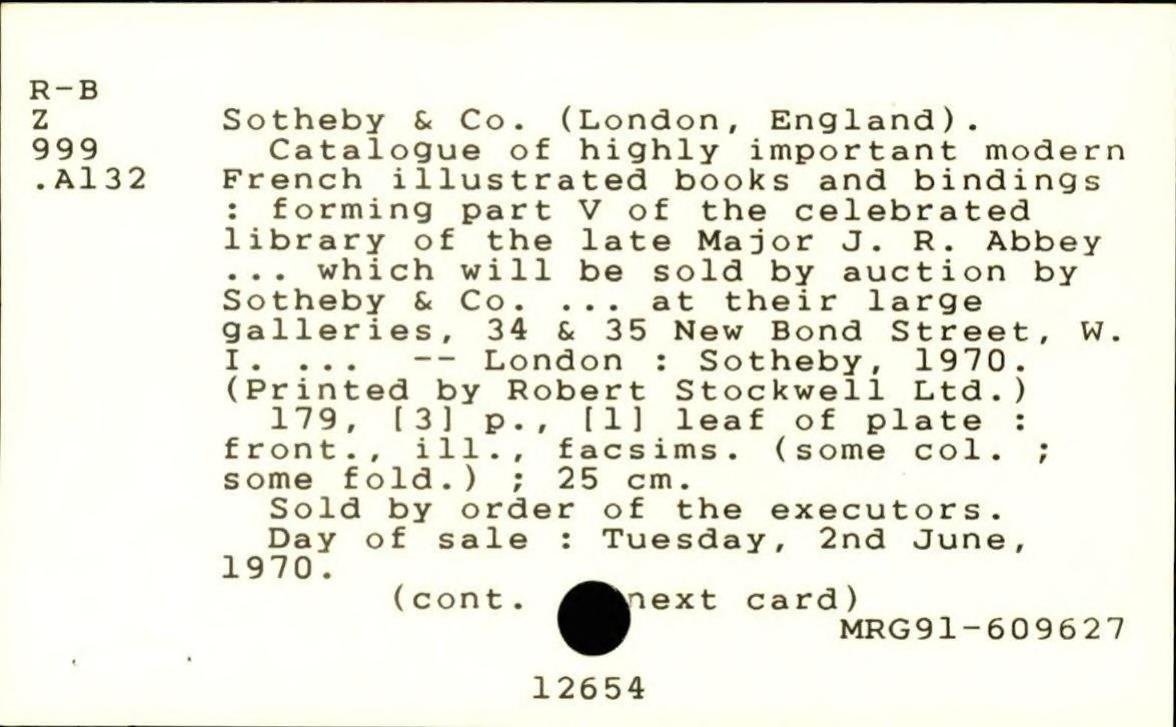 R-B
Z Sotheby & Co. (London, England).
999 Catalogue of highly important modern
.A132 French illustrated books and bindings
: forming part V of the celebrated
library of the late Major J. R. Abbey
... which will be sold by auction by
Sotheby & Co. ... at their large
galleries, 34 & 35 New Bond Street, W.
I. ... -- London : Sotheby, 1970.
(Printed by Robert Stockwell Ltd.)
179, [3] p., [1] leaf of plate :
front., ill., facsims. (some col. ;
some fold.) ; 25 cm.
Sold by order of the executors.
Day of sale : Tuesday, 2nd June,
1970.
(cont. next card)
MRG91-609627
12654